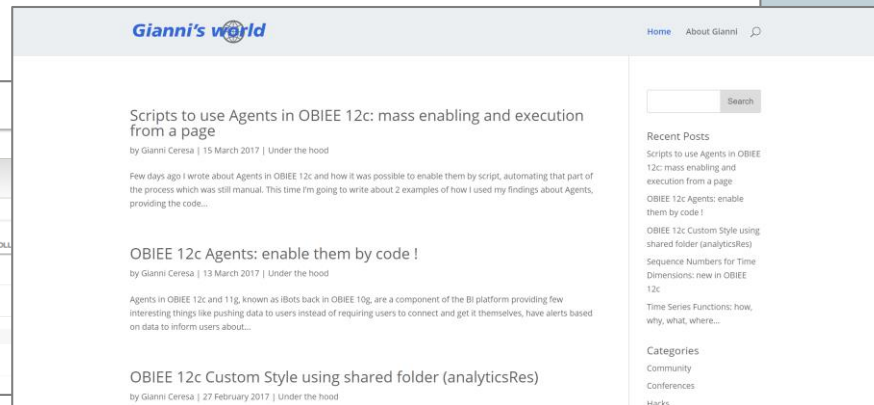 Gianni's world
Home About Gianni
Scripts to use Agents in OBIEE 12c: mass enabling and execution
from a page
by Gianni Ceresa | 15 March 2017 | Under the hood
Few days ago I wrote about Agents in OBIEE 12c and how it was possible to enable them by script, automating that part of
the process which was still manual. This time I'm going to write about 2 examples of how I used my findings about Agents,
providing the code...
OBIEE 12c Agents: enable them by code !
by Gianni Ceresa | 13 March 2017 | Under the hood
Agents in OBIEE 12c and 11g, known as iBots back in OBIEE 10g, are a component of the BI platform providing few
interesting things like pushing data to users instead of requiring users to connect and get it themselves, have alerts based
on data to inform users about...
OBIEE 12c Custom Style using shared folder (analyticsRes)
by Gianni Ceresa | 27 February 2017 | Under the hood
Search
Recent Posts
Scripts to use Agents in OBIEE
12c: mass enabling and
execution from a page
OBIEE 12c Agents: enable
them by code !
OBIEE 12c Custom Style using
shared folder (analyticsRes)
Sequence Numbers for Time
Dimensions: new in OBIEE
12c
Time Series Functions: how,
why, what, where...
Categories
Community
Conferences
Hacks